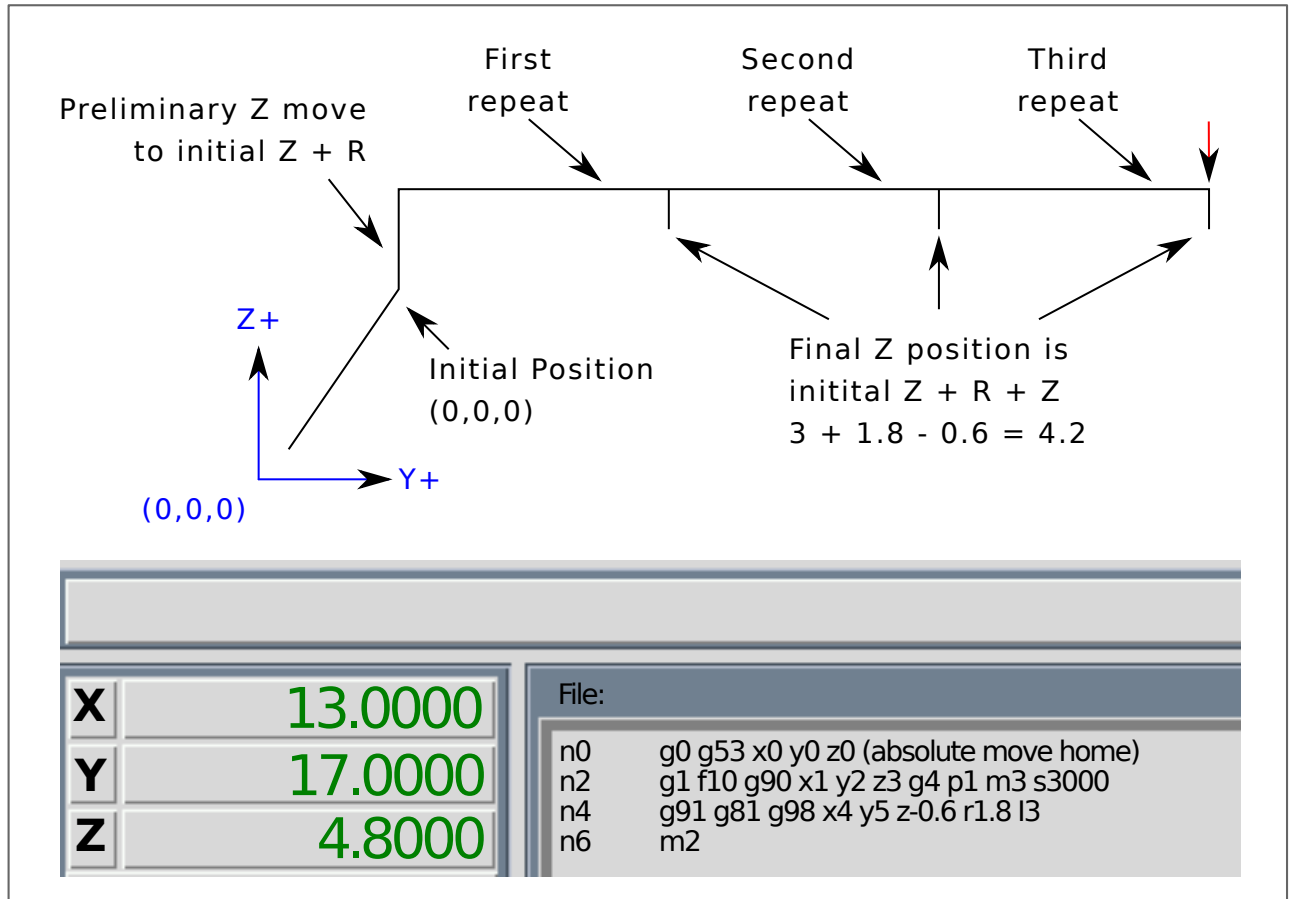 First
repeat
Second
repeat
Third
repeat
Preliminary Z move
to initial Z + R
Z+
Initial Position
(0,0,0)
Final Z position is
initital Z + R + Z
3 + 1.8 - 0.6 = 4.2
Y+
(0,0,0)
X 13.0000
Y 17.0000
Z 4.8000
File:
n0 g0 g53 x0 y0 z0 (absolute move home)
n2 g1 f10 g90 x1 y2 z3 g4 p1 m3 s3000
n4 g91 g81 g98 x4 y5 z-0.6 r1.8 l3
n6 m2